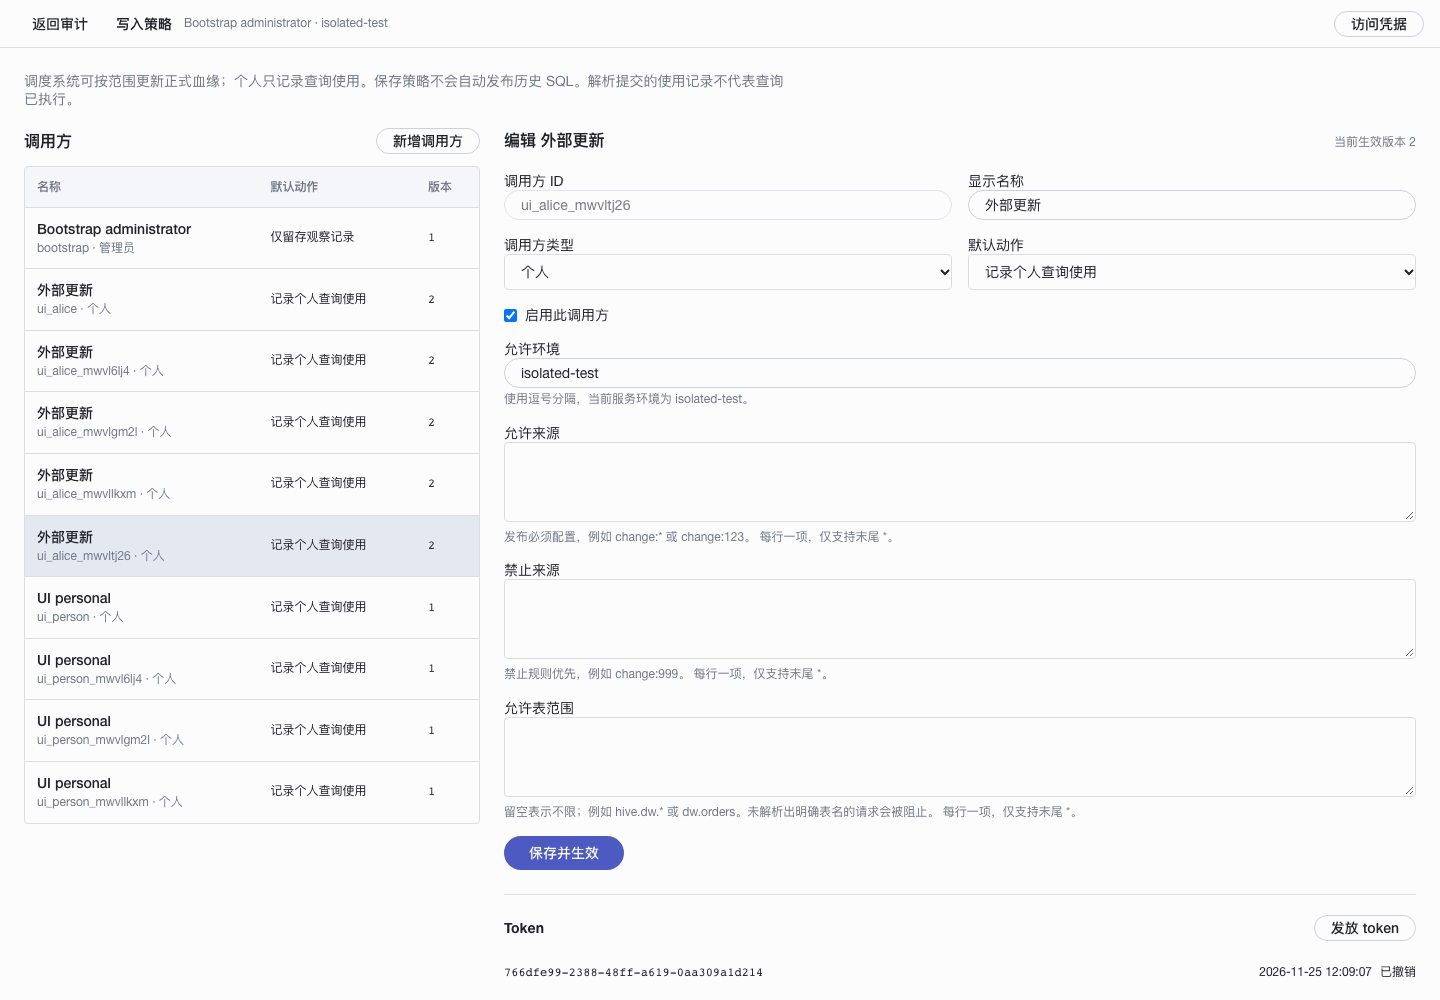 返回审计 写入策略 Bootstrap administrator · isolated-test 访问凭据
调度系统可按范围更新正式血缘；个人只记录查询使用。保存策略不会自动发布历史 SQL。解析提交的使用记录不代表查询
已执行。
调用方 新增调用方
名称 默认动作 版本
Bootstrap administrator
bootstrap · 管理员 仅留存观察记录 1
外部更新
ui_alice · 个人 记录个人查询使用 2
外部更新
ui_alice_mwvl6lj4 · 个人 记录个人查询使用 2
外部更新
ui_alice_mwvlgm2l · 个人 记录个人查询使用 2
外部更新
ui_alice_mwvllkxm · 个人 记录个人查询使用 2
外部更新
ui_alice_mwvltj26 · 个人 记录个人查询使用 2
UI personal
ui_person · 个人 记录个人查询使用 1
UI personal
ui_person_mwvl6lj4 · 个人 记录个人查询使用 1
UI personal
ui_person_mwvlgm2l · 个人 记录个人查询使用 1
UI personal
ui_person_mwvllkxm · 个人 记录个人查询使用 1
编辑 外部更新 当前生效版本 2
调用方 ID 显示名称
ui_alice_mwvltj26 外部更新
调用方类型 默认动作
个人 记录个人查询使用
启用此调用方
允许环境
isolated-test
使用逗号分隔，当前服务环境为 isolated-test。
允许来源
发布必须配置，例如 change:* 或 change:123。 每行一项，仅支持末尾 *。
禁止来源
禁止规则优先，例如 change:999。 每行一项，仅支持末尾 *。
允许表范围
留空表示不限；例如 hive.dw.* 或 dw.orders。未解析出明确表名的请求会被阻止。 每行一项，仅支持末尾 *。
保存并生效
Token 发放 token
766dfe99-2388-48ff-a619-0aa309a1d214 2026-11-25 12:09:07 已撤销